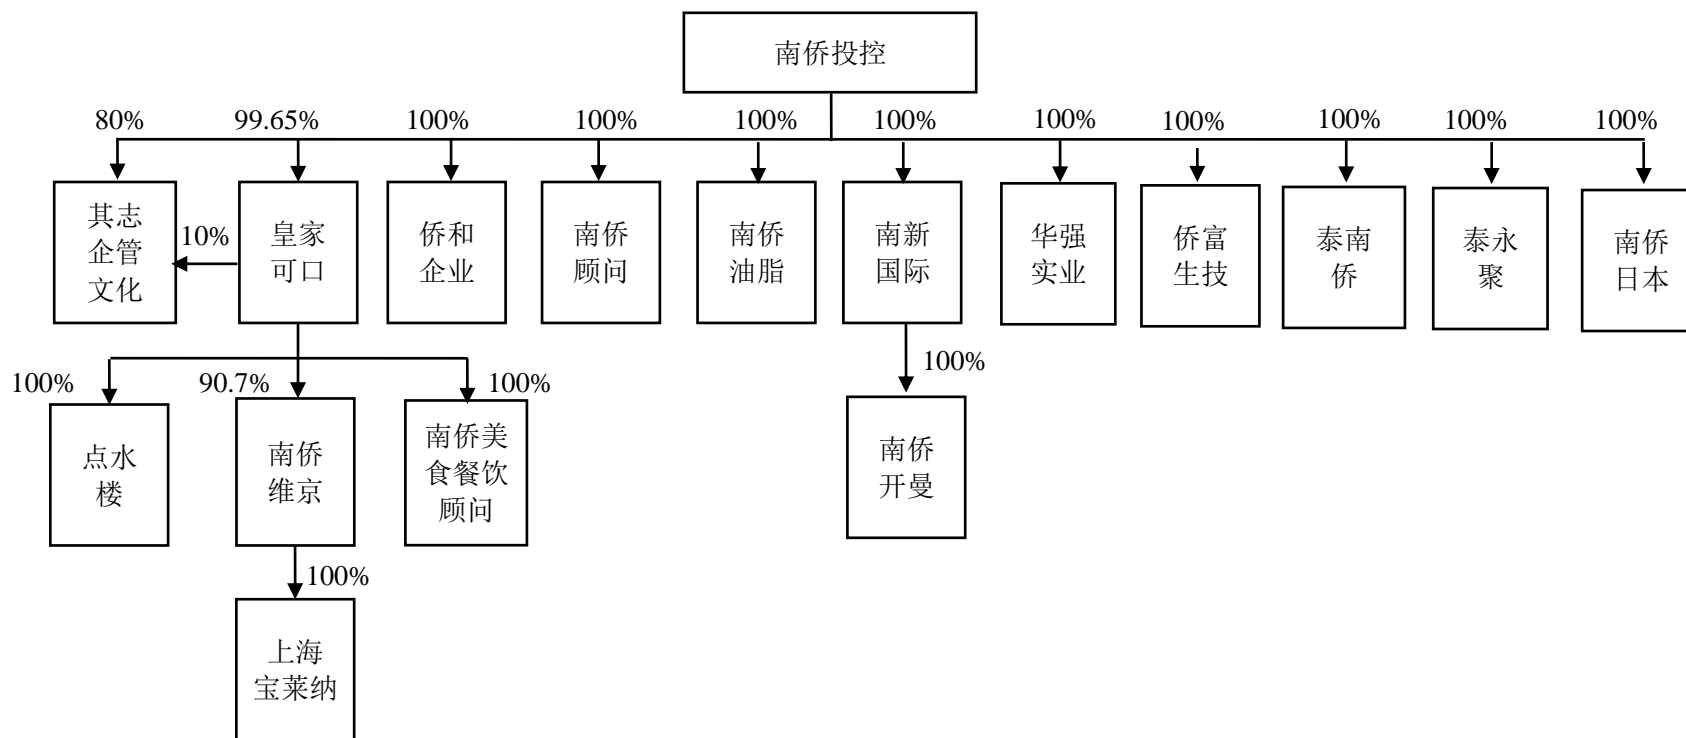 南侨投控
80%
99.65%
100%
100%
100%
100%
100%
100%
100%
100%
100%
其志
企管
文化
10%
皇家
可口
侨和
企业
南侨
顾问
南侨
油脂
南新
国际
华强
实业
侨富
生技
泰南
侨
泰永
聚
南侨
日本
100%
90.7%
100%
100%
点水
楼
南侨
维京
南侨美
食餐饮
顾问
南侨
开曼
100%
上海
宝莱纳